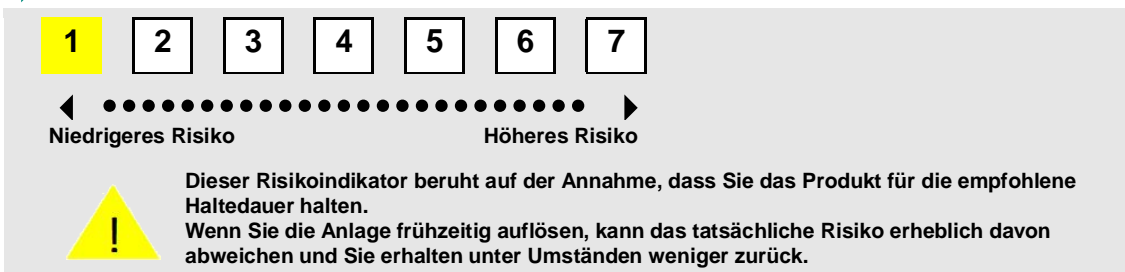 1 2 3 4 5 6 7
Niedrigeres Risiko Höheres Risiko
Dieser Risikoindikator beruht auf der Annahme, dass Sie das Produkt für die empfohlene
Haltedauer halten.
! Wenn Sie die Anlage frühzeitig auflösen, kann das tatsächliche Risiko erheblich davon
abweichen und Sie erhalten unter Umständen weniger zurück.